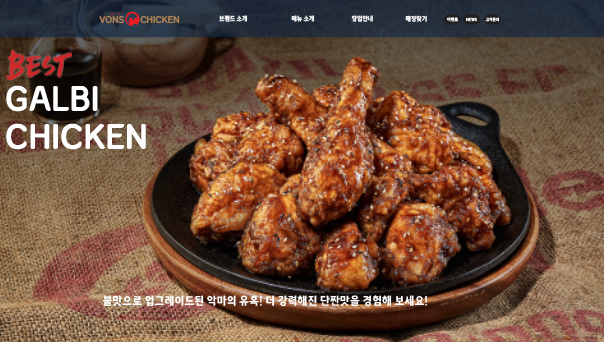 VONS CHICKEN
브랜드 소개
메뉴 소개
창업안내
매장찾기
이벤트
NEWS
고객문의
BEST
GALBI
CHICKEN
불맛으로 업그레이드된 악마의 유혹! 더 강력해진 단짠맛을 경험해 보세요!